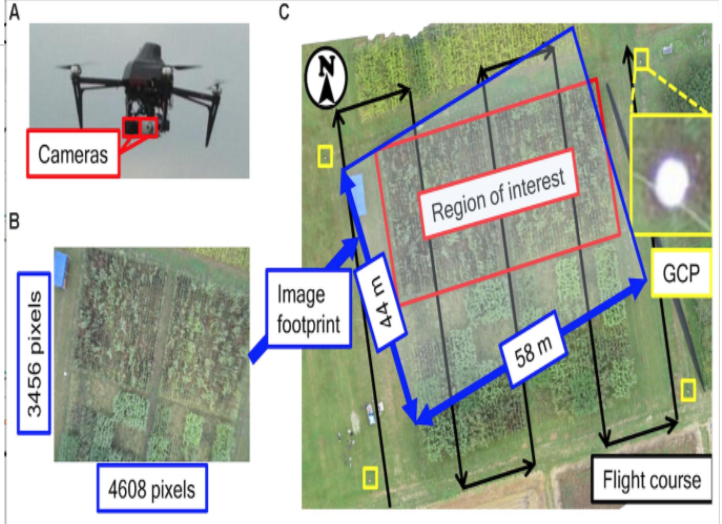 A
Cameras
B
3456 pixels
4608 pixels
C
N
Region of interest
Image
footprint
44 m
58 m
GCP
Flight course